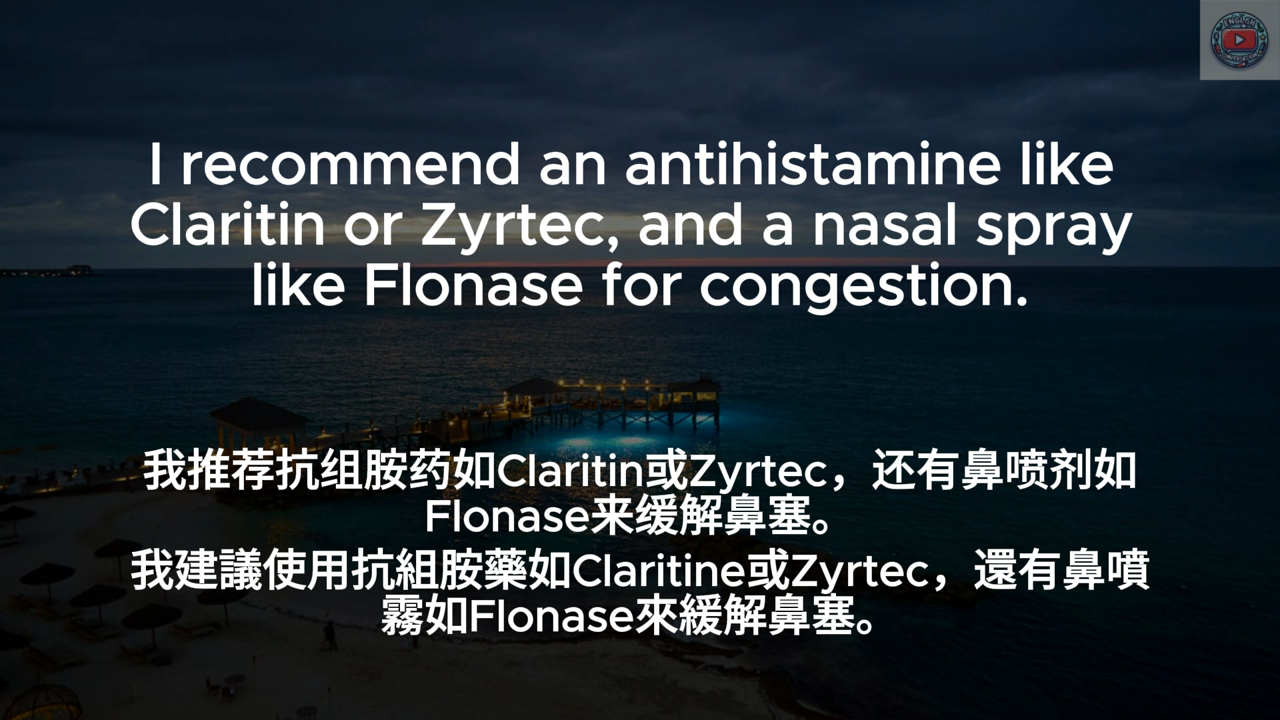 ENGLISH
CONVERSATION
I recommend an antihistamine like
Claritin or Zyrtec, and a nasal spray
like Flonase for congestion.
我推荐抗组胺药如Claritin或Zyrtec，还有鼻喷剂如
Flonase来缓解鼻塞。
我建議使用抗組胺藥如Claritine或Zyrtec，還有鼻噴
霧如Flonase來緩解鼻塞。